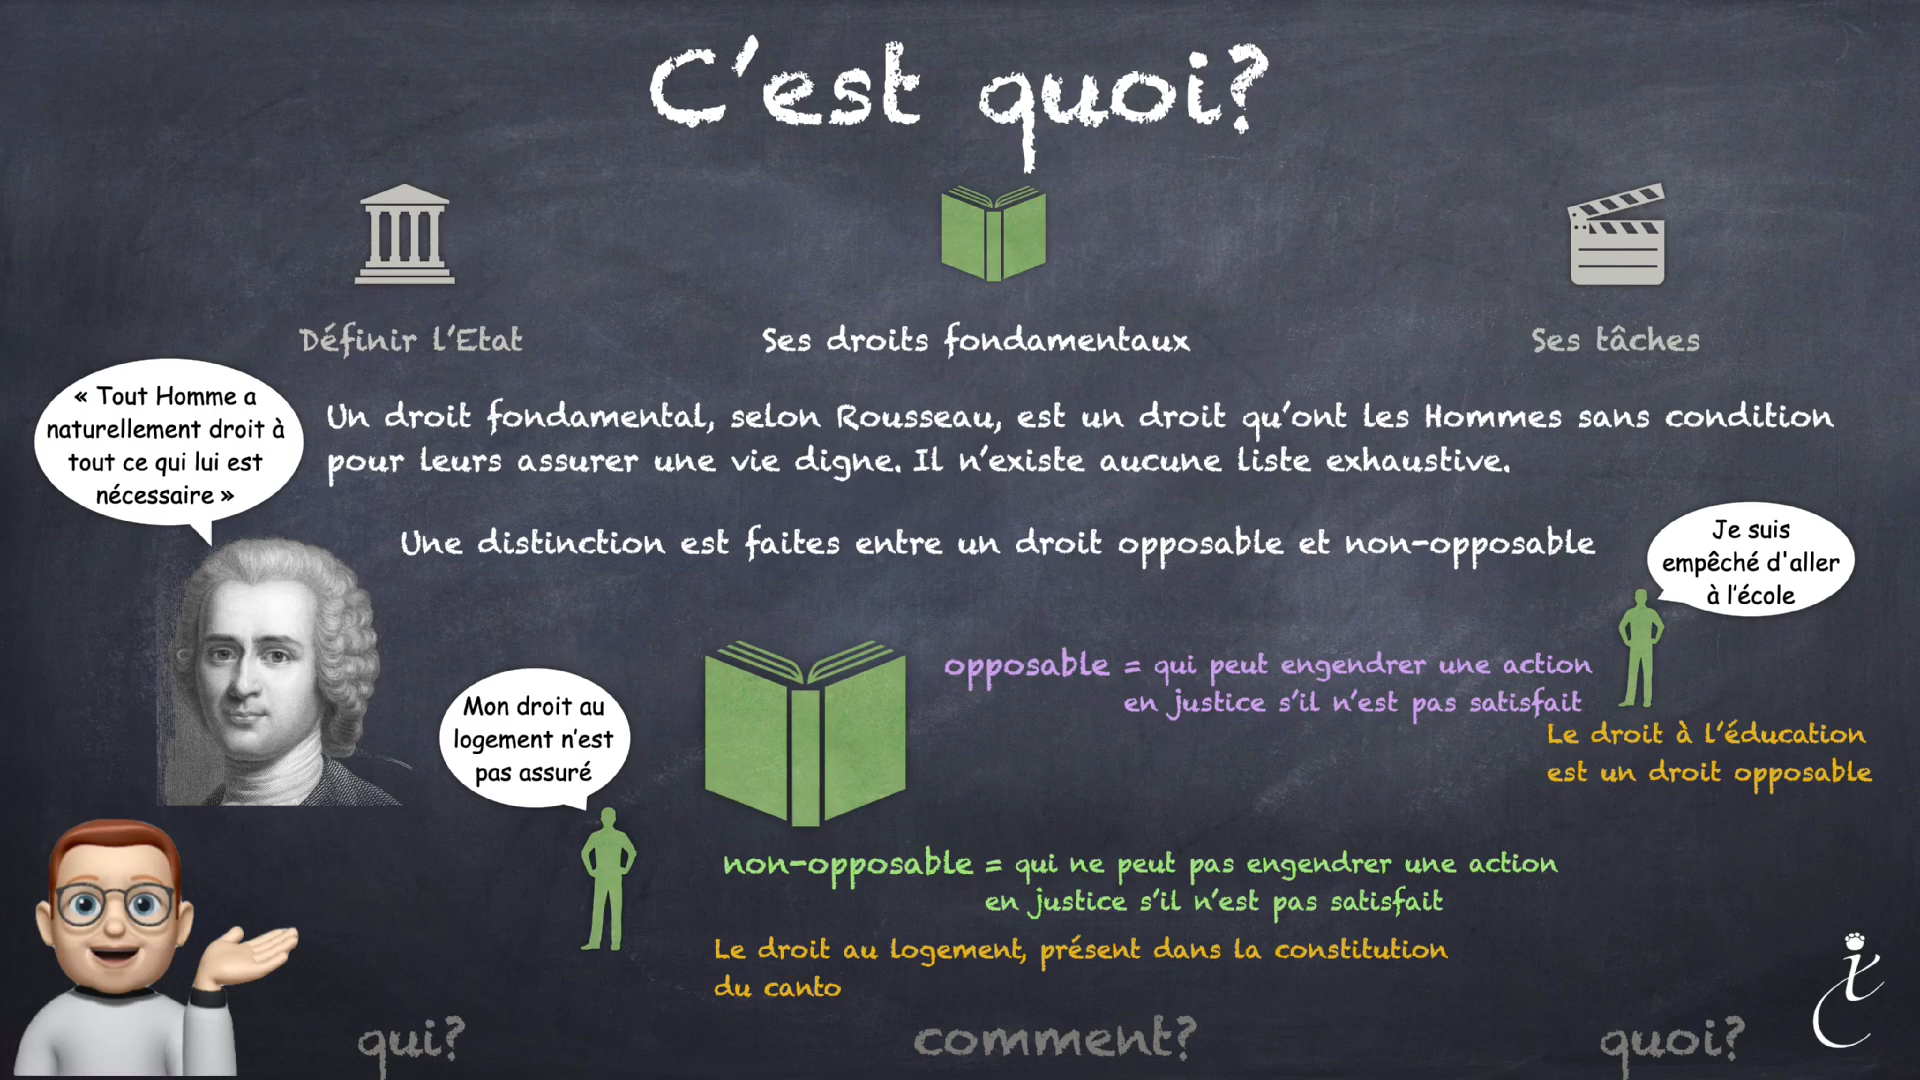 C'est quoi?
Définir l'Etat
Ses droits fondamentaux
Ses tâches
« Tout Homme a
naturellement droit à
tout ce qui lui est
nécessaire »
Un droit fondamental, selon Rousseau, est un droit qu'ont les Hommes sans condition
pour leurs assurer une vie digne. Il n'existe aucune liste exhaustive.
Une distinction est faites entre un droit opposable et non-opposable
Je suis
empêché d'aller
à l'école
opposable = qui peut engendrer une action
en justice s'il n'est pas satisfait
Le droit à l'éducation
est un droit opposable
Mon droit au
logement n'est
pas assuré
non-opposable = qui ne peut pas engendrer une action
en justice s'il n'est pas satisfait
Le droit au logement, présent dans la constitution
du canto
qui?
comment?
quoi?